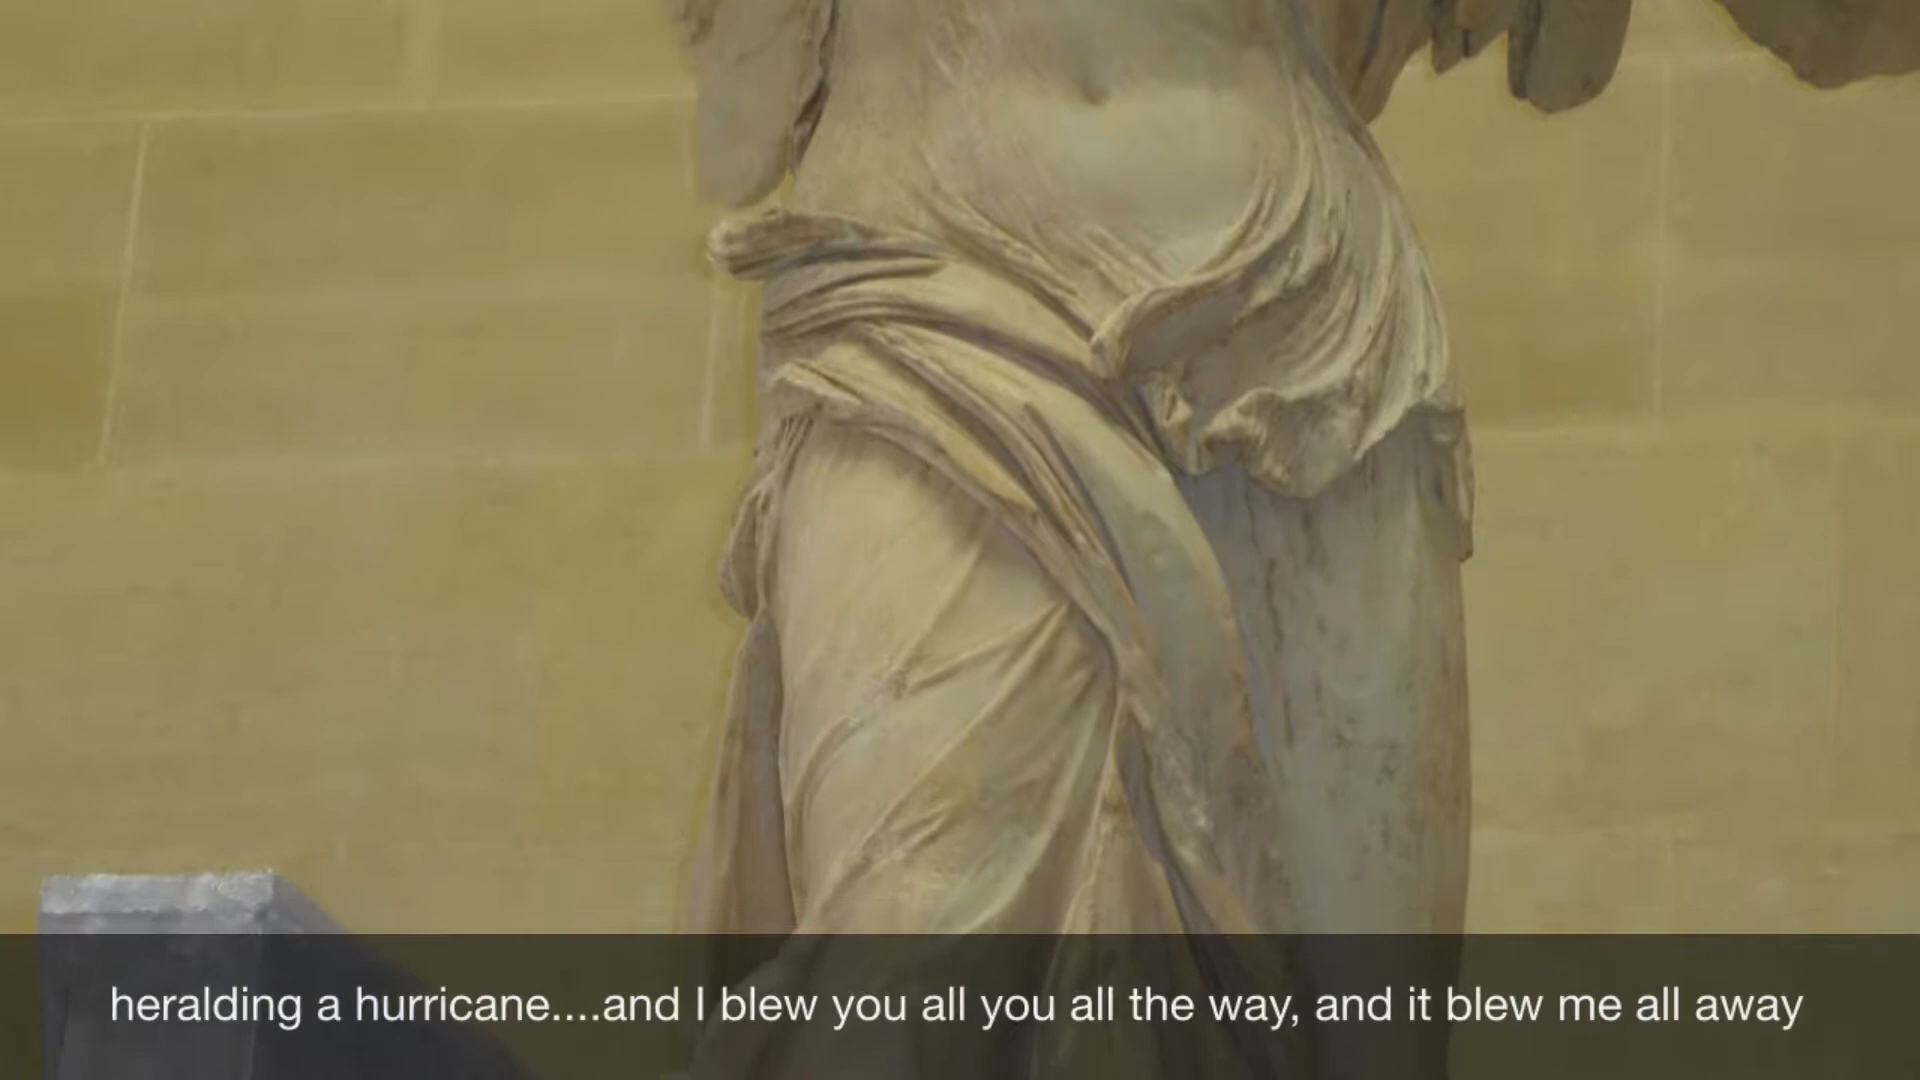 heralding a hurricane....and I blew you all you all the way, and it blew me all away